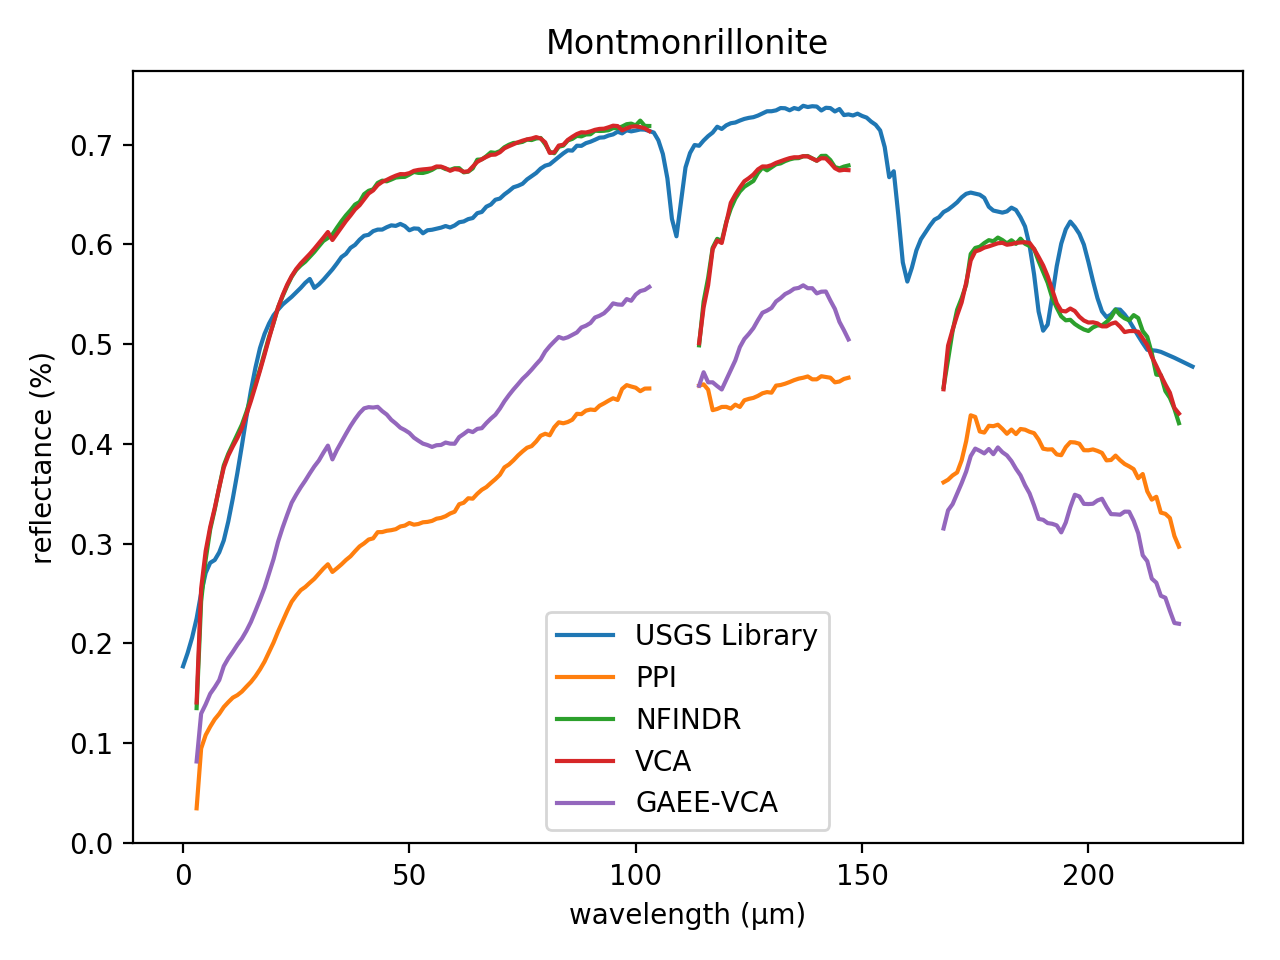 Montmonrillonite
0.7
0.6
0.5
0.4
0.3
0.2
0.1
0.0
reflectance (%)
USGS Library
PPI
NFINDR
VCA
GAEE-VCA
0 50 100 150 200
wavelength (μm)